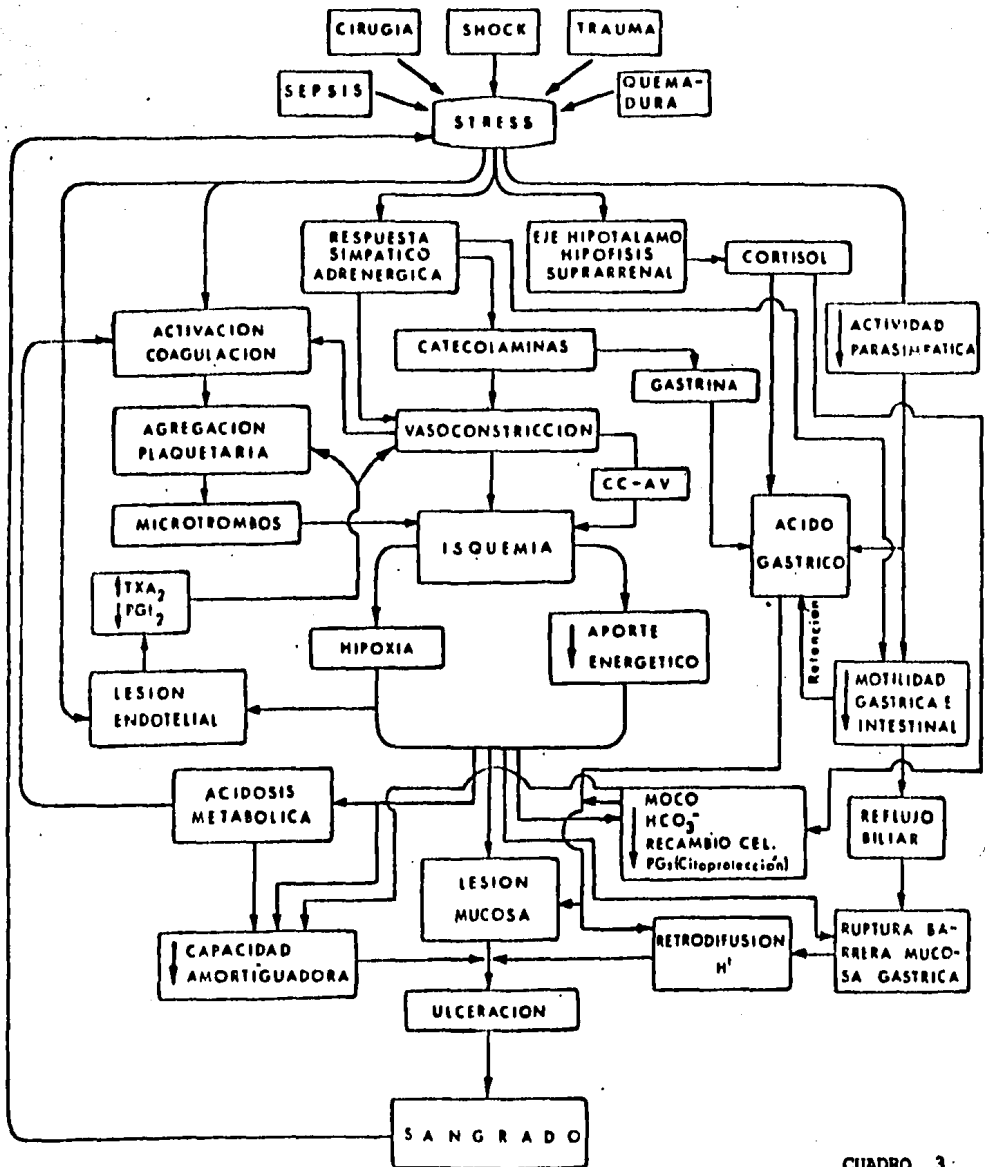 CIRUGIA
SHOCK
TRAUMA
SEPSIS
QUEMA-
DURA
STRESS
RESPUESTA
SIMPATICO
ADRENERGICA
EJE HIPOTALAMO
HIPOFISIS
SUPRARRENAL
CORTISOL
ACTIVACION
COAGULACION
CATECOLAMINAS
GASTRINA
↓ ACTIVIDAD
PARASIMPATICA
AGREGACION
PLAQUETARIA
VASOCONSTRICCION
CC-AV
MICROTROMBOS
ISQUEMIA
ACIDO
GASTRICO
↑TXA2
↓PGI2
HIPOXIA
↓ APORTE
ENERGETICO
Retención
LESION
ENDOTELIAL
↓ MOTILIDAD
GASTRICA E
INTESTINAL
ACIDOSIS
METABOLICA
↓ MOCO
HCO3-
RECAMBIO CEL.
PGs(Citoprotección)
REFLUJO
BILIAR
LESION
MUCOSA
↓ CAPACIDAD
AMORTIGUADORA
RETRODIFUSION
H+
RUPTURA BA-
RRERA MUCO-
SA GASTRICA
ULCERACION
SANGRADO
CUADRO 3